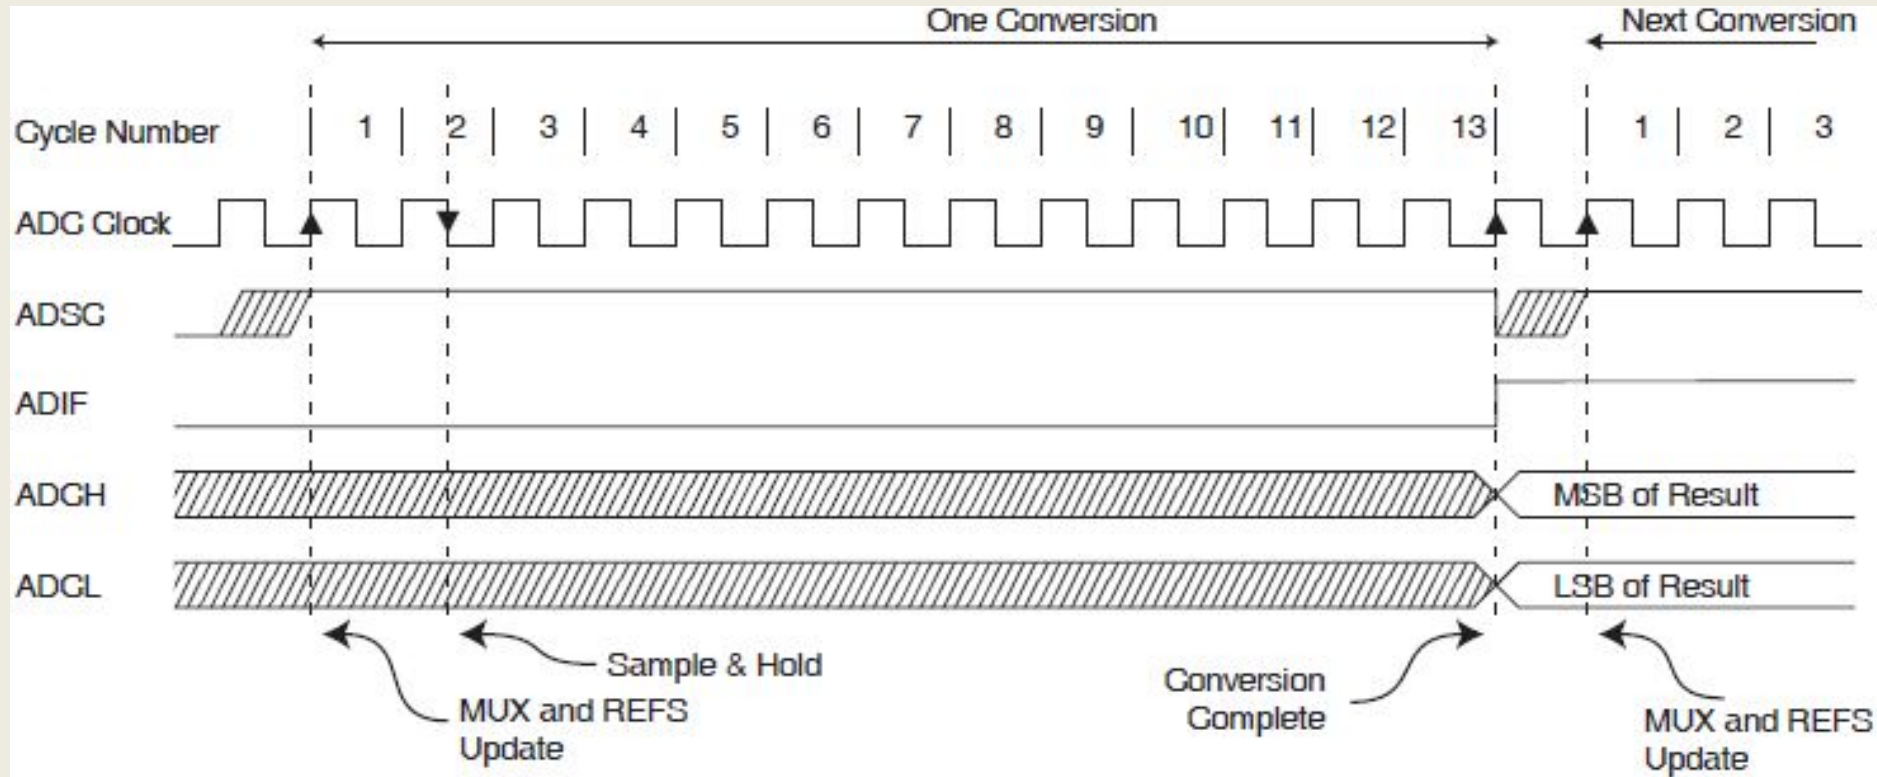 One Conversion Next Conversion
Cycle Number 1 2 3 4 5 6 7 8 9 10 11 12 13 1 2 3
ADC Clock
ADSC
ADIF
ADCH MSB of Result
ADCL LSB of Result
Sample & Hold
MUX and REFS
Update
Conversion
Complete
MUX and REFS
Update